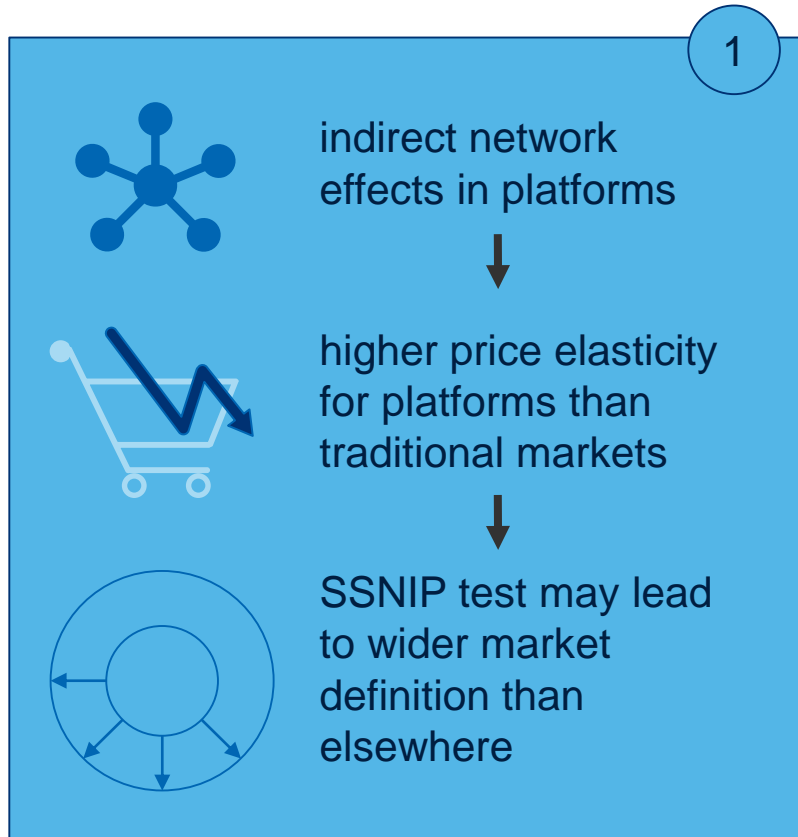 1
indirect network
effects in platforms
higher price elasticity
for platforms than
traditional markets
SSNIP test may lead
to wider market
definition than
elsewhere